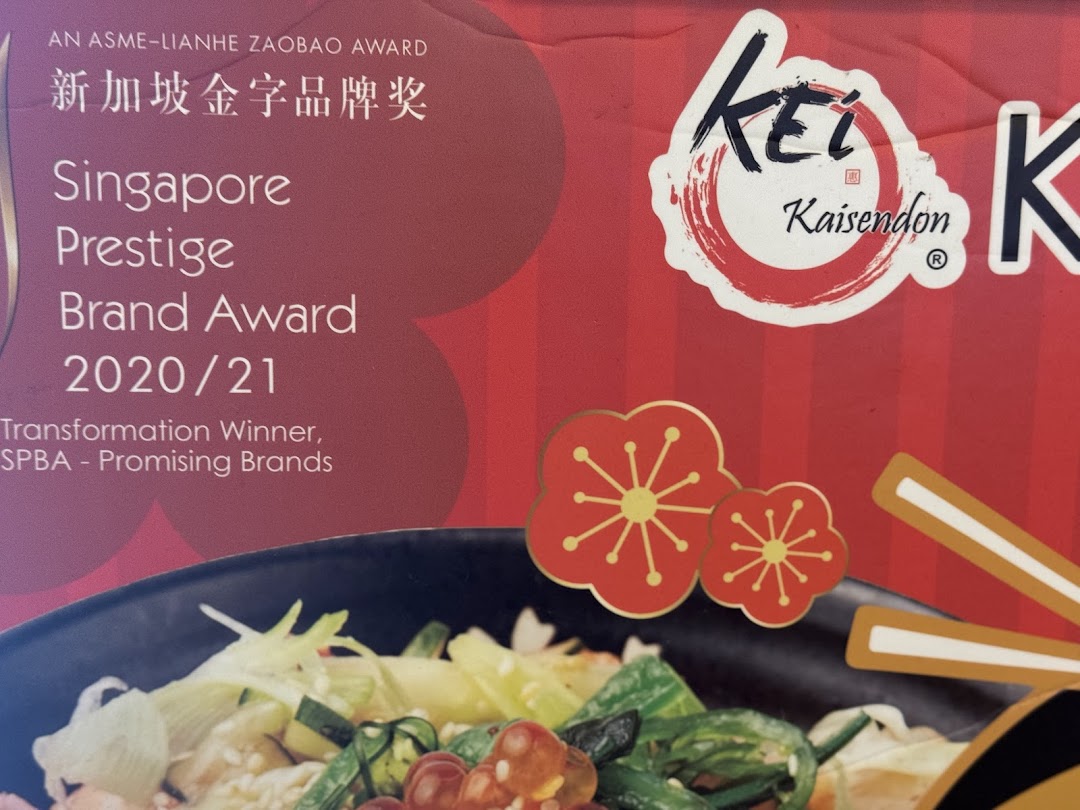 AN ASME-LIANHE ZAOBAO AWARD
新加坡金字品牌奖
Singapore
Prestige
Brand Award
2020/21
Transformation Winner,
SPBA - Promising Brands
KEi
惠
Kaisendon
®
K